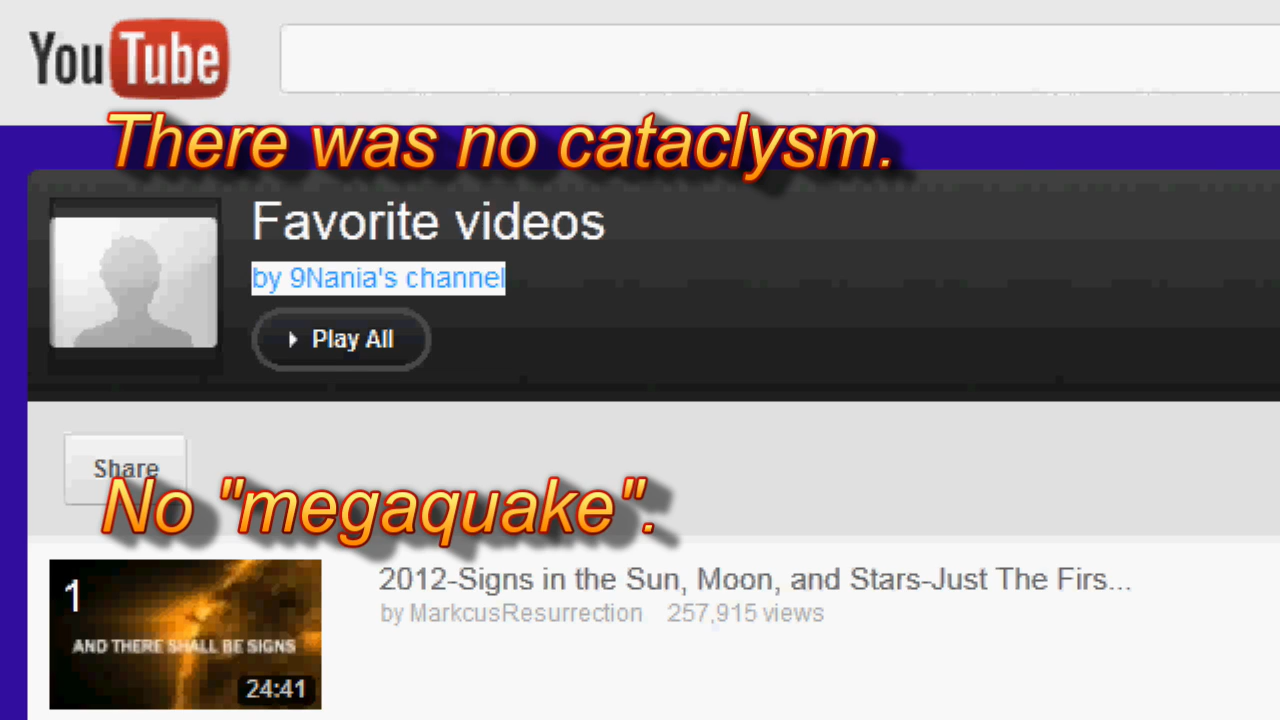 YouTube
There was no cataclysm.
Favorite videos
by 9Nania's channel
Play All
Share
No "megaquake".
1
2012-Signs in the Sun, Moon, and Stars-Just The Firs...
by MarkcusResurrection 257,915 views
AND THERE SHALL BE SIGNS
24:41